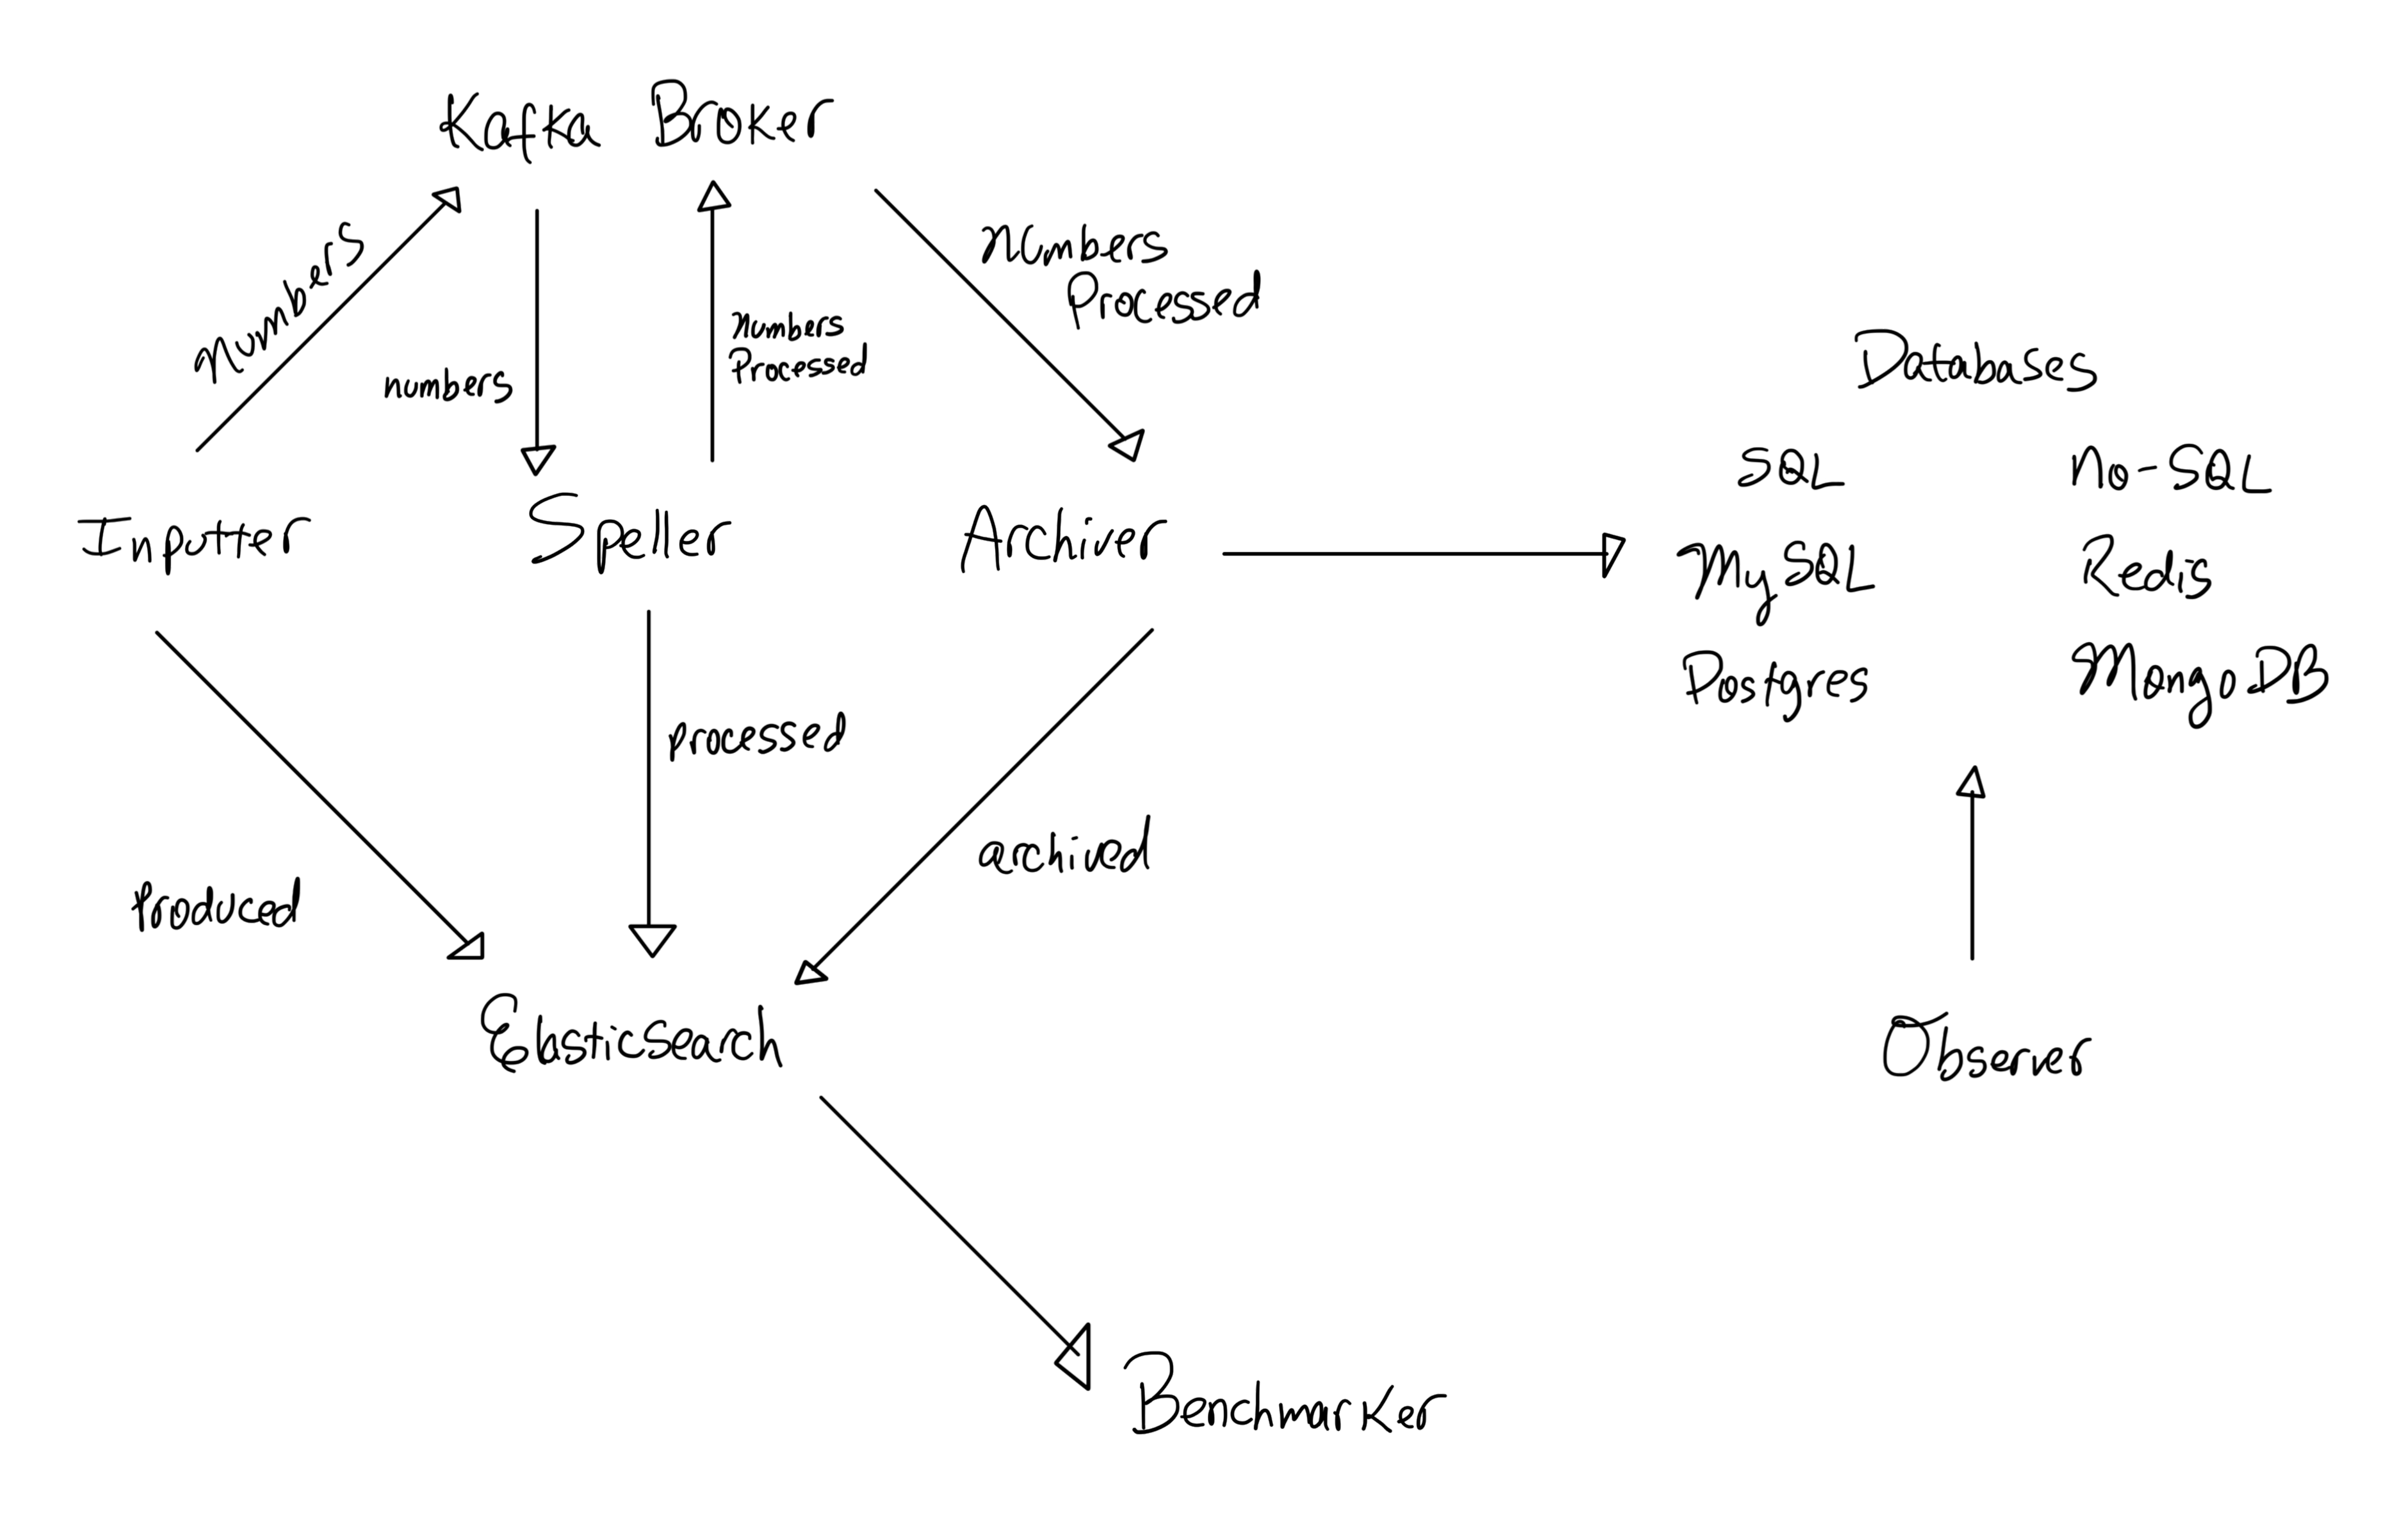 Kafka Broker
numbers
numbers
Numbers
Processed
Numbers
Processed
Databases
SQL
No-SQL
MySQL
Redis
Postgres
MongoDB
Inputter
Speller
Archiver
produced
processed
archived
Elasticsearch
Observer
Benchmarker